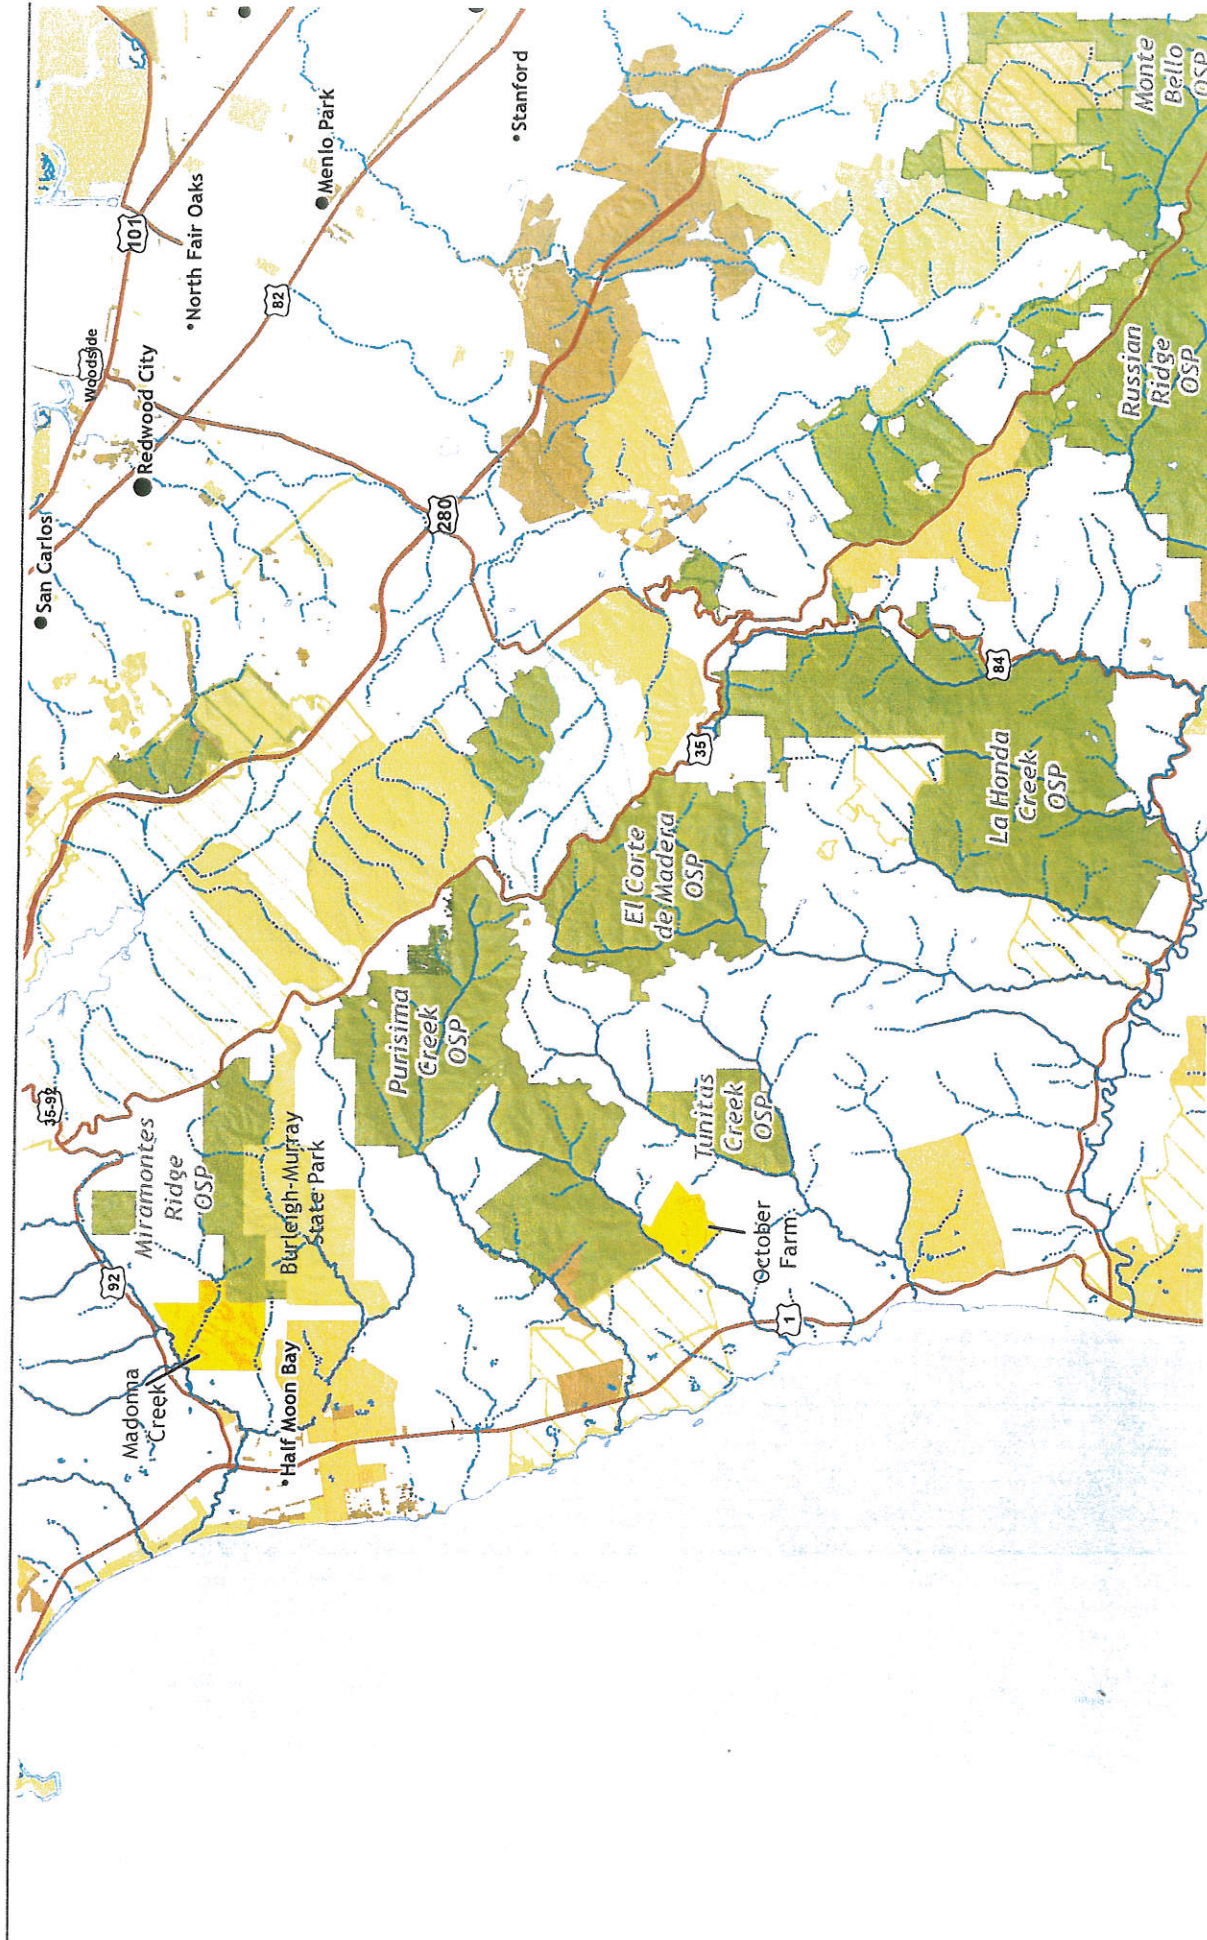 San Carlos
Woodside
101
North Fair Oaks
Redwood City
82
Menlo Park
Stanford
280
35-92
92
Miramontes
Ridge
OSP
Madonna
Creek
Burleigh-Murray
State Park
Half Moon Bay
Purisima
Creek
OSP
El Corte
de Madera
OSP
35
84
La Honda
Creek
OSP
Tunitas
Creek
OSP
October
Farm
1
Russian
Ridge
OSP
Monte
Bello
OSP